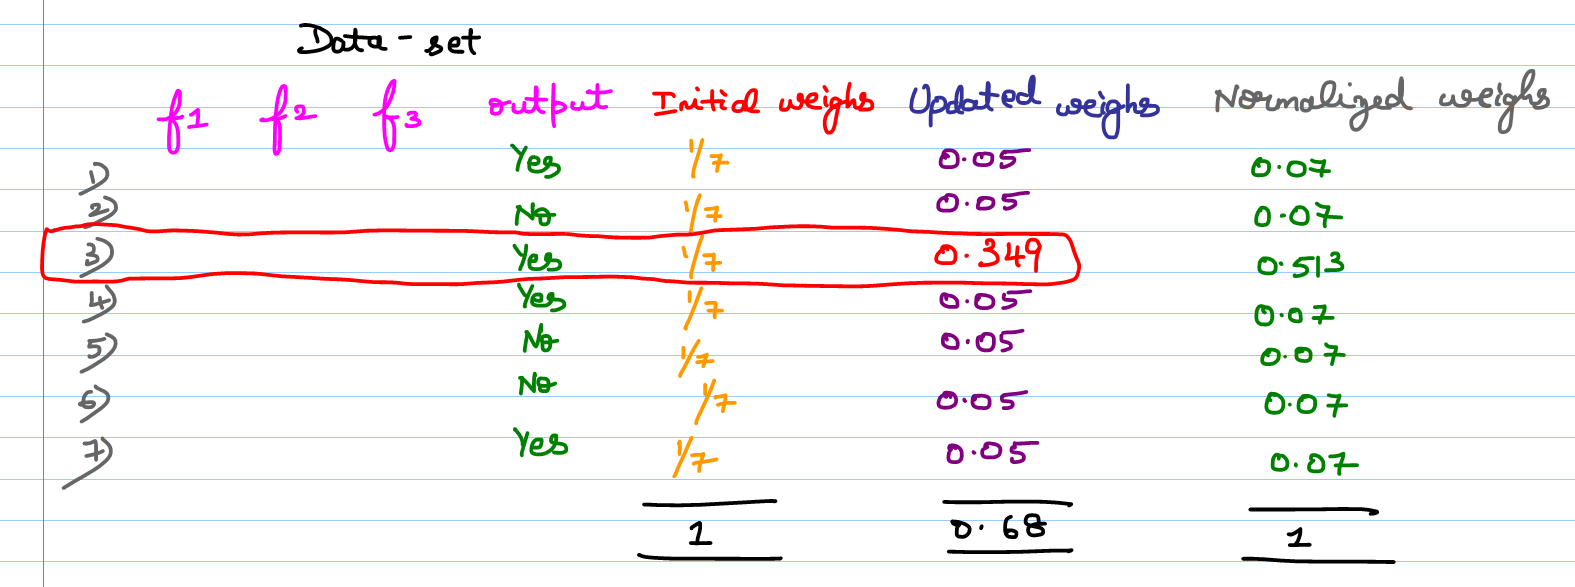 Data-set
f1 f2 f3 output Initial weighs Updated weighs Normalized weighs
1) Yes 1/7 0.05 0.07
2) No 1/7 0.05 0.07
3) Yes 1/7 0.349 0.513
4) Yes 1/7 0.05 0.07
5) No 1/7 0.05 0.07
6) No 1/7 0.05 0.07
7) Yes 1/7 0.05 0.07
1 0.68 1